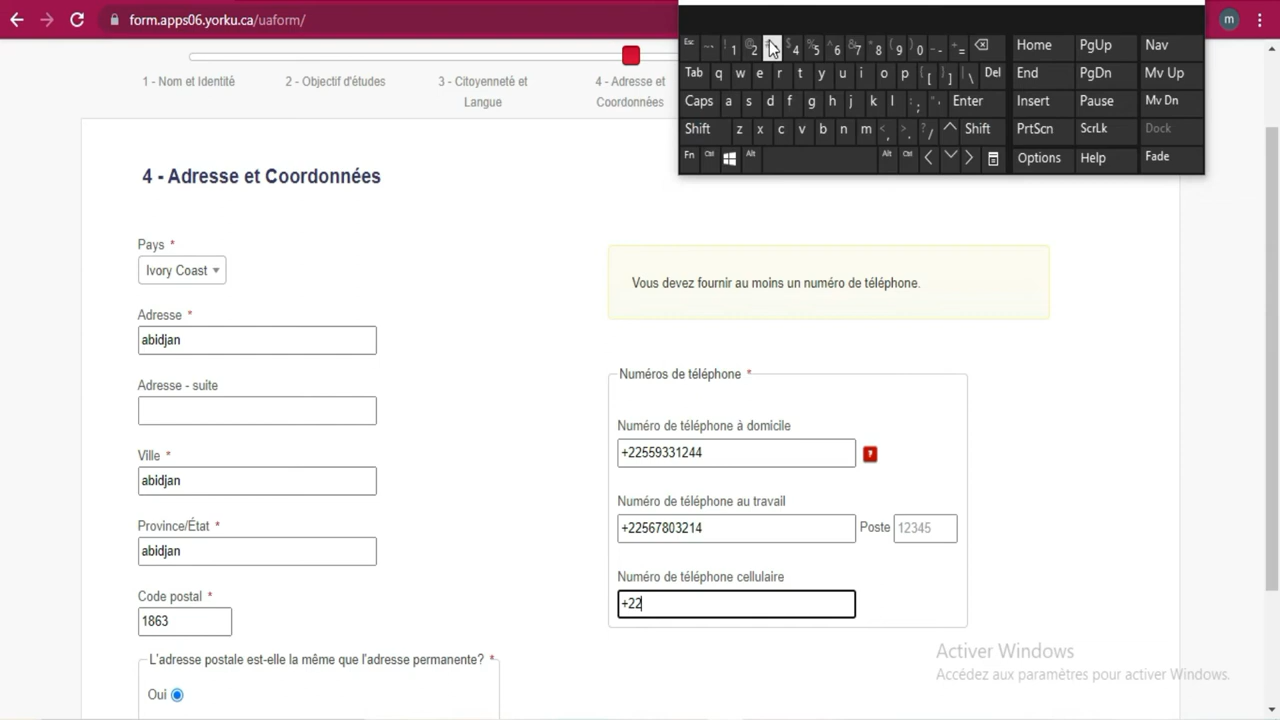 form.apps06.yorku.ca/uaform/
m
1 - Nom et Identité
2 - Objectif d'études
3 - Citoyenneté et Langue
4 - Adresse et Coordonnées
Esc ~` !1 @2 # $4 %5 ^6 &7 *8 (9 )0 _- += Home PgUp Nav
Tab q w e r t y u i o p {[ }] |\ Del End PgDn Mv Up
Caps a s d f g h j k l :; "' Enter Insert Pause Mv Dn
Shift z x c v b n m <, >. ?/ Shift PrtScn ScrLk Dock
Fn Ctrl Alt Alt Ctrl Options Help Fade
4 - Adresse et Coordonnées
Pays *
Ivory Coast
Adresse *
abidjan
Adresse - suite
Ville *
abidjan
Province/État *
abidjan
Code postal *
1863
L'adresse postale est-elle la même que l'adresse permanente? *
Oui
Vous devez fournir au moins un numéro de téléphone.
Numéros de téléphone *
Numéro de téléphone à domicile
+22559331244
?
Numéro de téléphone au travail
+22567803214 Poste 12345
Numéro de téléphone cellulaire
+22
Activer Windows
Accédez aux paramètres pour activer Windows.